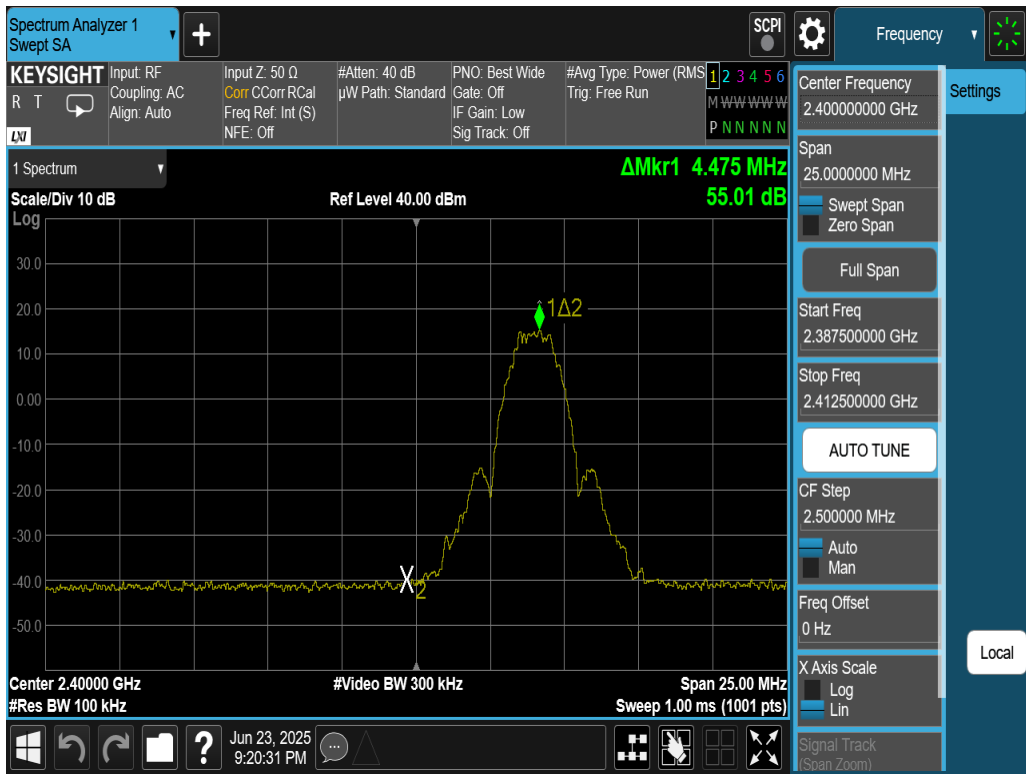 Spectrum Analyzer 1
Swept SA
+
SCPI
Frequency
KEYSIGHT
R T
LXI
Input: RF
Coupling: AC
Align: Auto
Input Z: 50 Ω
Corr CCorr RCal
Freq Ref: Int (S)
NFE: Off
#Atten: 40 dB
µW Path: Standard
PNO: Best Wide
Gate: Off
IF Gain: Low
Sig Track: Off
#Avg Type: Power (RMS
Trig: Free Run
1 2 3 4 5 6
M W W W W W
P N N N N N
1 Spectrum
ΔMkr1 4.475 MHz
55.01 dB
Scale/Div 10 dB
Ref Level 40.00 dBm
Log
30.0
20.0
10.0
0.00
-10.0
-20.0
-30.0
-40.0
-50.0
1Δ2
X
2
Center 2.40000 GHz
#Video BW 300 kHz
Span 25.00 MHz
#Res BW 100 kHz
Sweep 1.00 ms (1001 pts)
Center Frequency
2.400000000 GHz
Settings
Span
25.0000000 MHz
Swept Span
Zero Span
Full Span
Start Freq
2.387500000 GHz
Stop Freq
2.412500000 GHz
AUTO TUNE
CF Step
2.500000 MHz
Auto
Man
Freq Offset
0 Hz
Local
X Axis Scale
Log
Lin
Signal Track
(Span Zoom)
?
Jun 23, 2025
9:20:31 PM